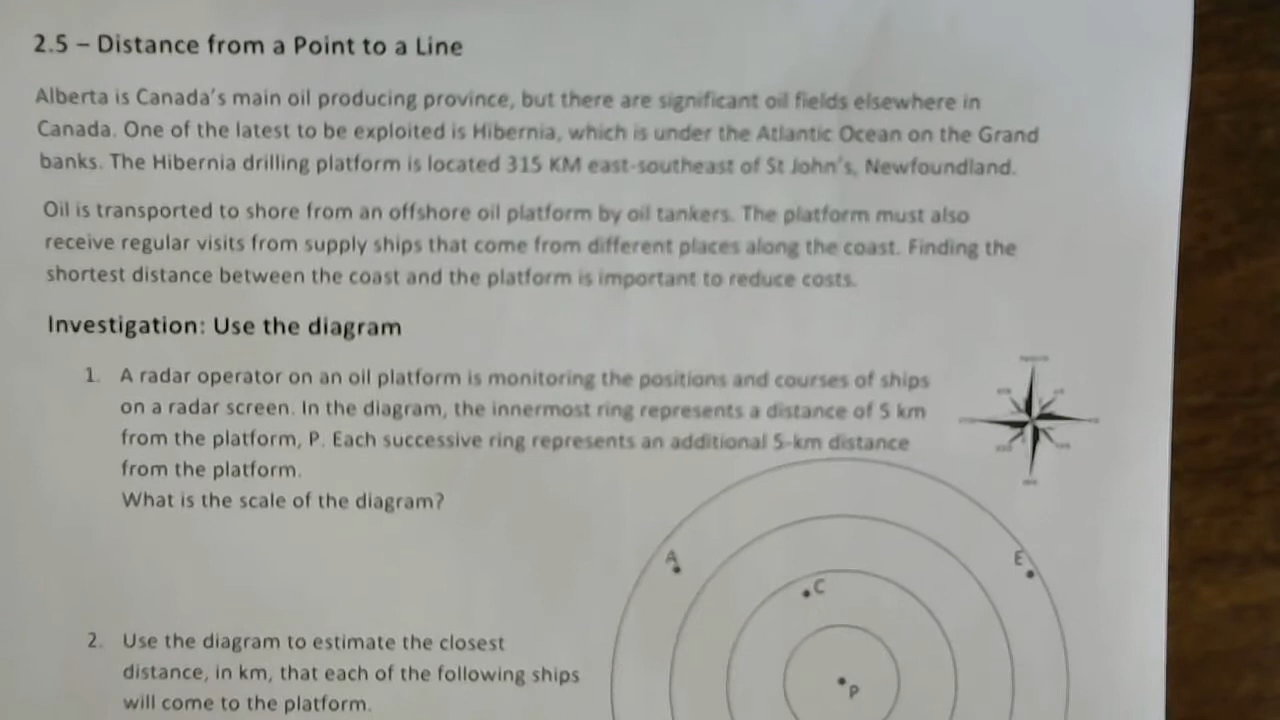 2.5 – Distance from a Point to a Line
Alberta is Canada's main oil producing province, but there are significant oil fields elsewhere in
Canada. One of the latest to be exploited is Hibernia, which is under the Atlantic Ocean on the Grand
banks. The Hibernia drilling platform is located 315 KM east-southeast of St John's, Newfoundland.
Oil is transported to shore from an offshore oil platform by oil tankers. The platform must also
receive regular visits from supply ships that come from different places along the coast. Finding the
shortest distance between the coast and the platform is important to reduce costs.
Investigation: Use the diagram
1. A radar operator on an oil platform is monitoring the positions and courses of ships
on a radar screen. In the diagram, the innermost ring represents a distance of 5 km
from the platform, P. Each successive ring represents an additional 5-km distance
from the platform.
What is the scale of the diagram?
A
E
C
P
2. Use the diagram to estimate the closest
distance, in km, that each of the following ships
will come to the platform.